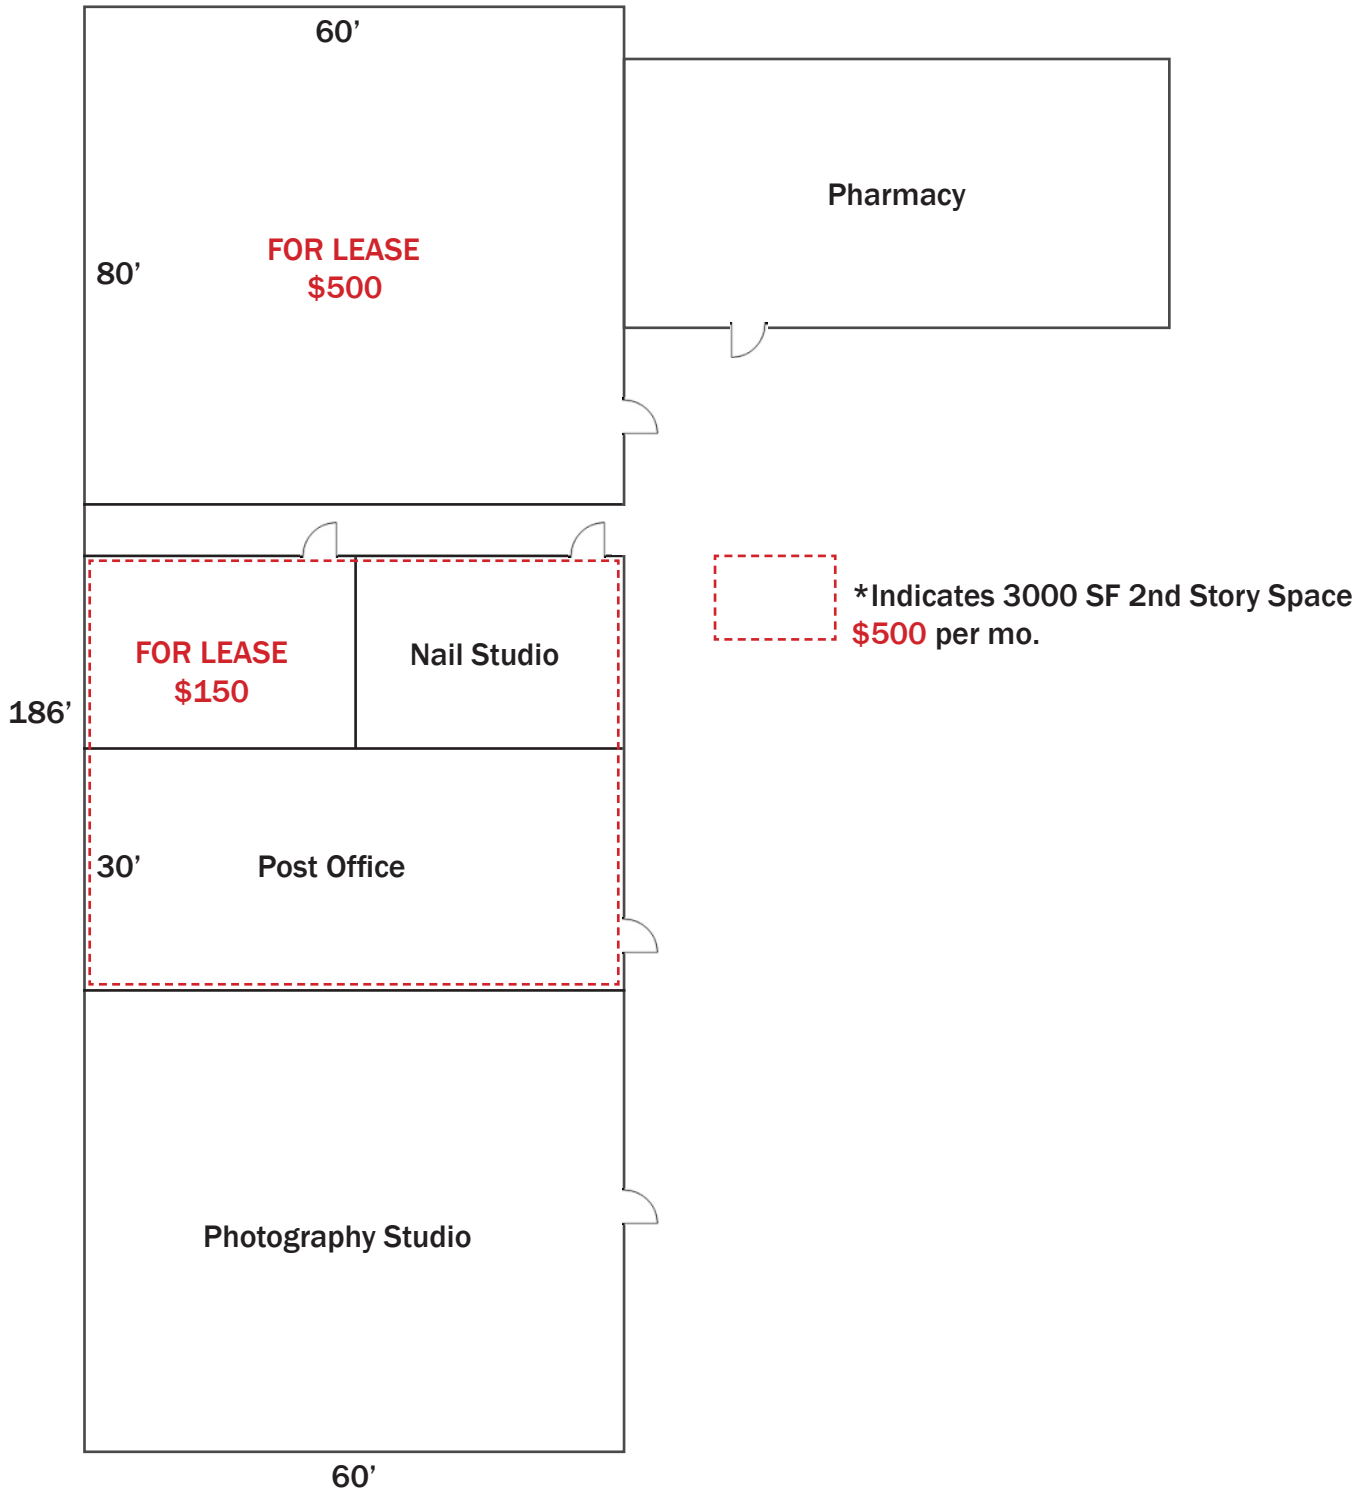 60’
Pharmacy
FOR LEASE
$500
80’
*Indicates 3000 SF 2nd Story Space
$500 per mo.
FOR LEASE
$150
Nail Studio
186’
30’
Post Office
Photography Studio
60’